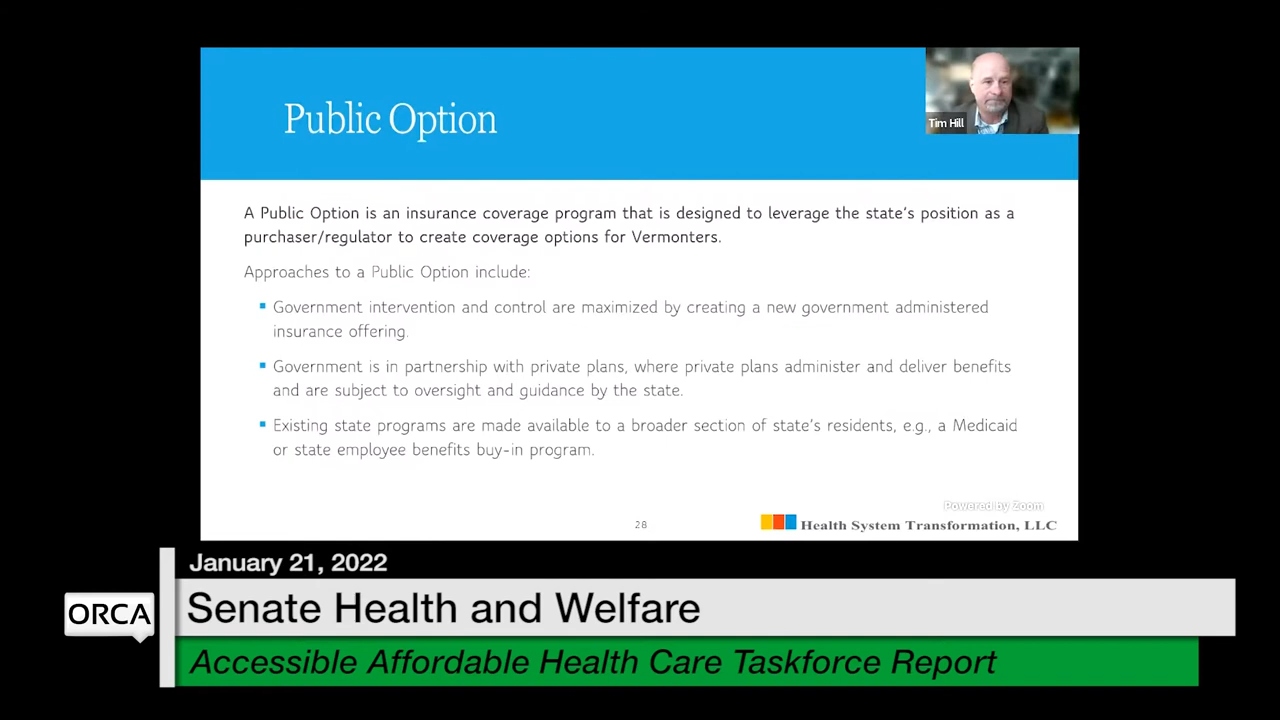 Public Option
Tim Hill
A Public Option is an insurance coverage program that is designed to leverage the state's position as a
purchaser/regulator to create coverage options for Vermonters.
Approaches to a Public Option include:
Government intervention and control are maximized by creating a new government administered
insurance offering.
Government is in partnership with private plans, where private plans administer and deliver benefits
and are subject to oversight and guidance by the state.
Existing state programs are made available to a broader section of state's residents, e.g., a Medicaid
or state employee benefits buy-in program.
Powered by Zoom
28
Health System Transformation, LLC
January 21, 2022
ORCA
Senate Health and Welfare
Accessible Affordable Health Care Taskforce Report